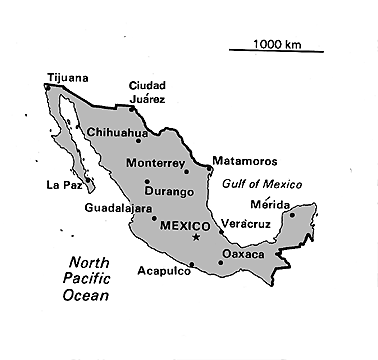 1000 km
Tijuana
Ciudad
Juárez
Chihuahua
Monterrey
Matamoros
La Paz
Durango
Gulf of Mexico
Guadalajara
Mérida
MEXICO
Veracruz
Oaxaca
Acapulco
North
Pacific
Ocean